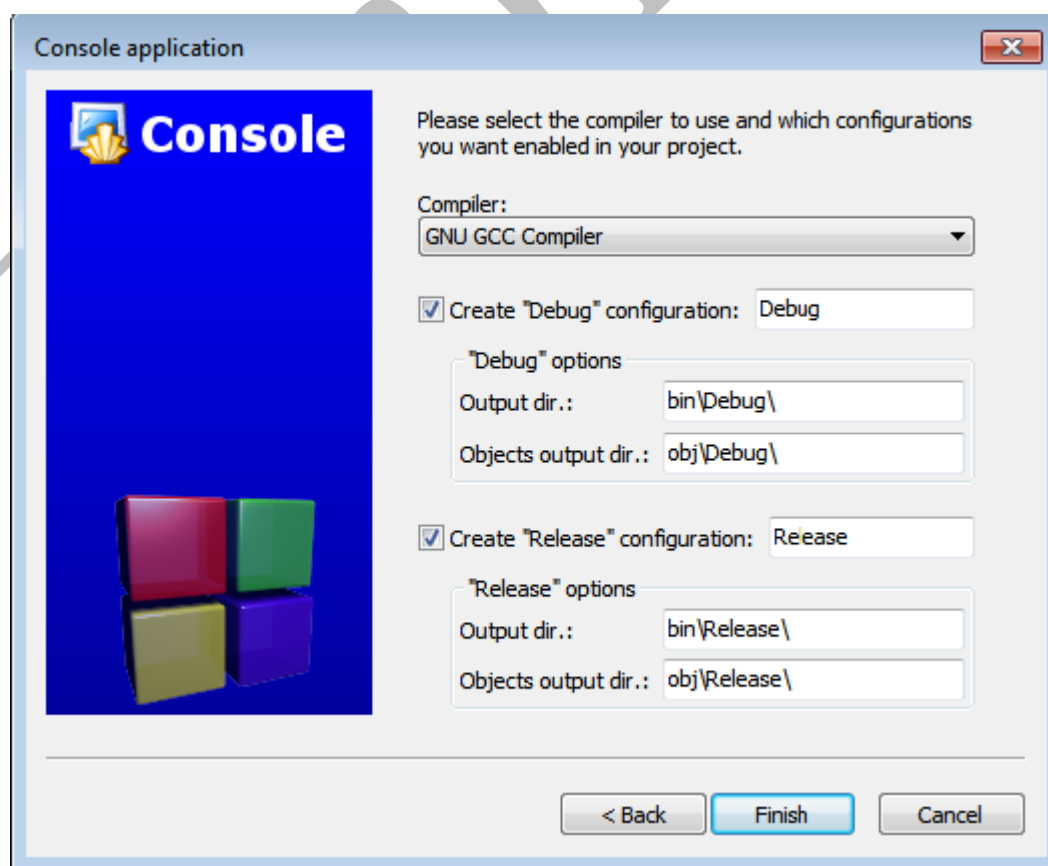 Console application
Console
Please select the compiler to use and which configurations
you want enabled in your project.
Compiler:
GNU GCC Compiler
Create "Debug" configuration: Debug
"Debug" options
Output dir.: bin\Debug\
Objects output dir.: obj\Debug\
Create "Release" configuration: Release
"Release" options
Output dir.: bin\Release\
Objects output dir.: obj\Release\
< Back Finish Cancel